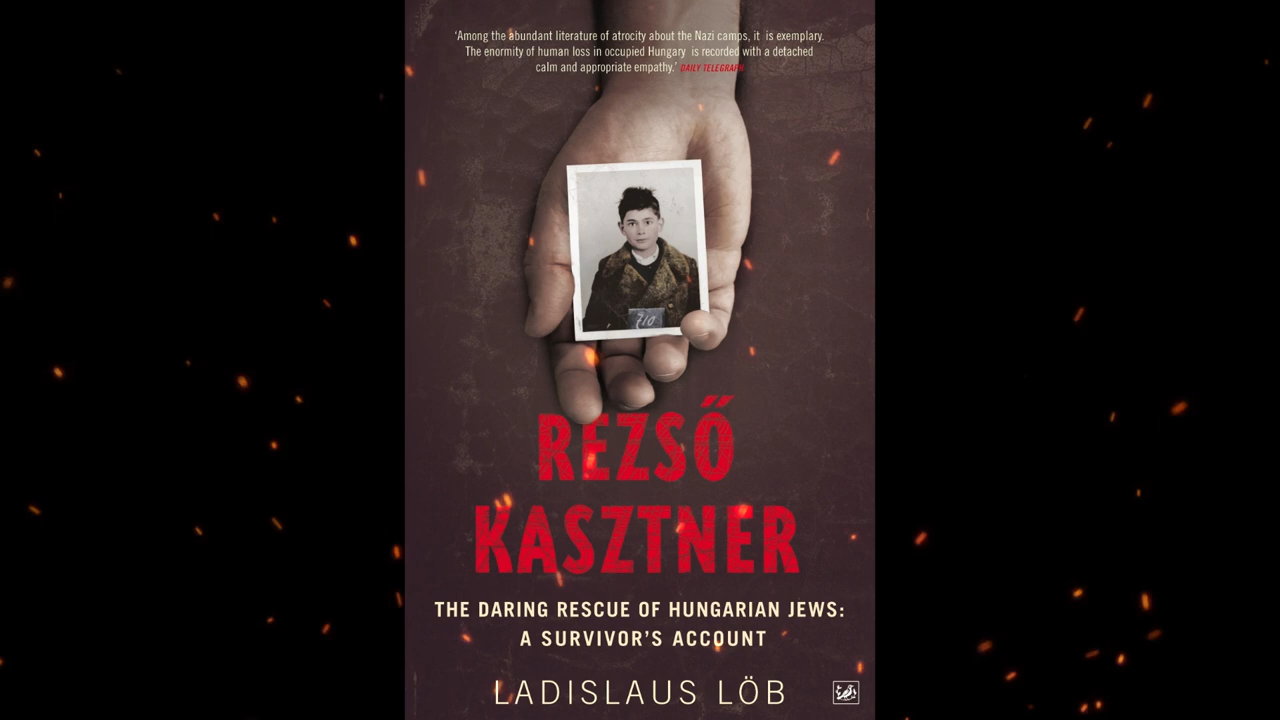 ‘Among the abundant literature of atrocity about the Nazi camps, it is exemplary.
The enormity of human loss in occupied Hungary is recorded with a detached
calm and appropriate empathy.’ DAILY TELEGRAPH
710
REZSŐ
KASZTNER
THE DARING RESCUE OF HUNGARIAN JEWS:
A SURVIVOR’S ACCOUNT
LADISLAUS LÖB